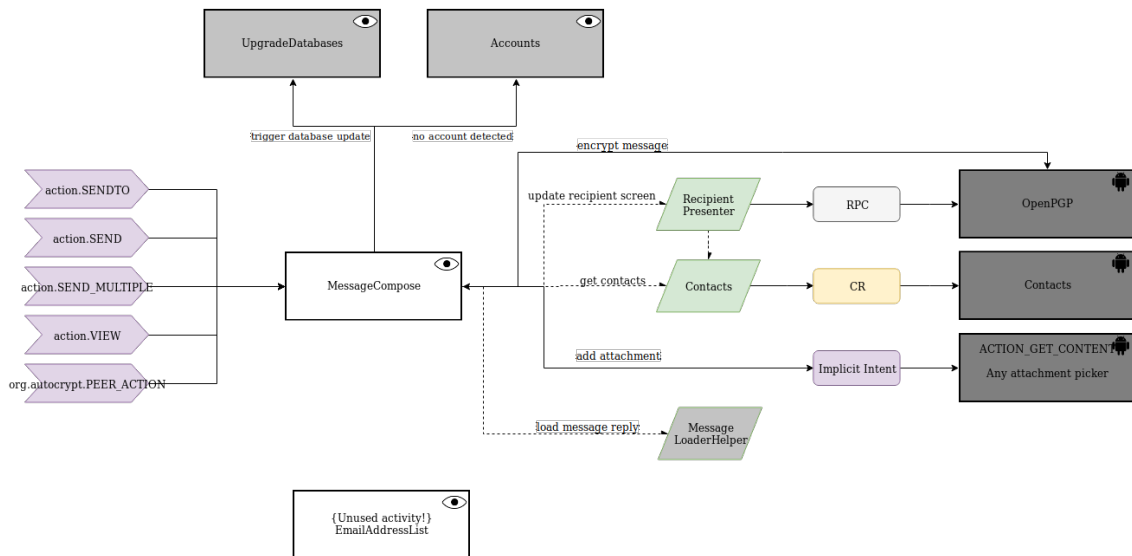 UpgradeDatabases
Accounts
trigger database update
no account detected
encrypt message
action.SENDTO
update recipient screen
Recipient
Presenter
RPC
OpenPGP
action.SEND
action.SEND_MULTIPLE
MessageCompose
get contacts
Contacts
CR
Contacts
action.VIEW
add attachment
Implicit Intent
ACTION_GET_CONTENT
Any attachment picker
org.autocrypt.PEER_ACTION
load message reply
Message
LoaderHelper
{Unused activity!}
EmailAddressList